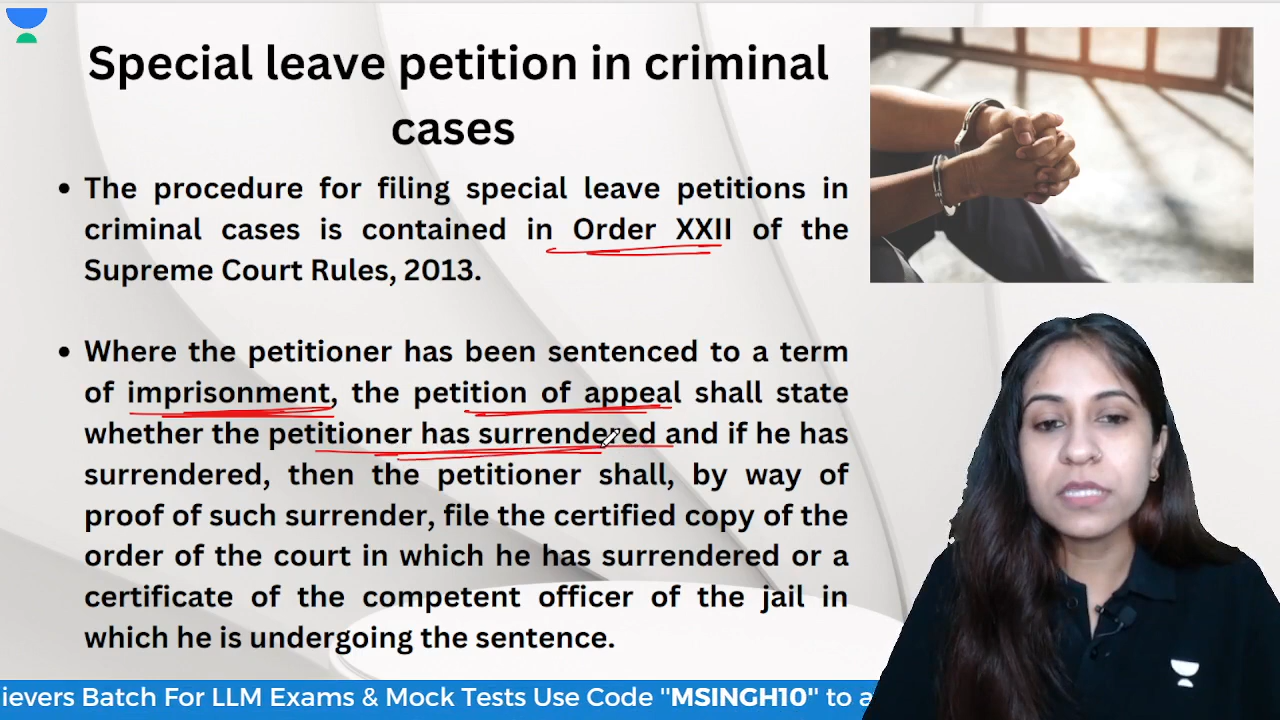 Special leave petition in criminal
cases
• The procedure for filing special leave petitions in
criminal cases is contained in Order XXII of the
Supreme Court Rules, 2013.
• Where the petitioner has been sentenced to a term
of imprisonment, the petition of appeal shall state
whether the petitioner has surrendered and if he has
surrendered, then the petitioner shall, by way of
proof of such surrender, file the certified copy of the
order of the court in which he has surrendered or a
certificate of the competent officer of the jail in
which he is undergoing the sentence.
ievers Batch For LLM Exams & Mock Tests Use Code "MSINGH10" to a